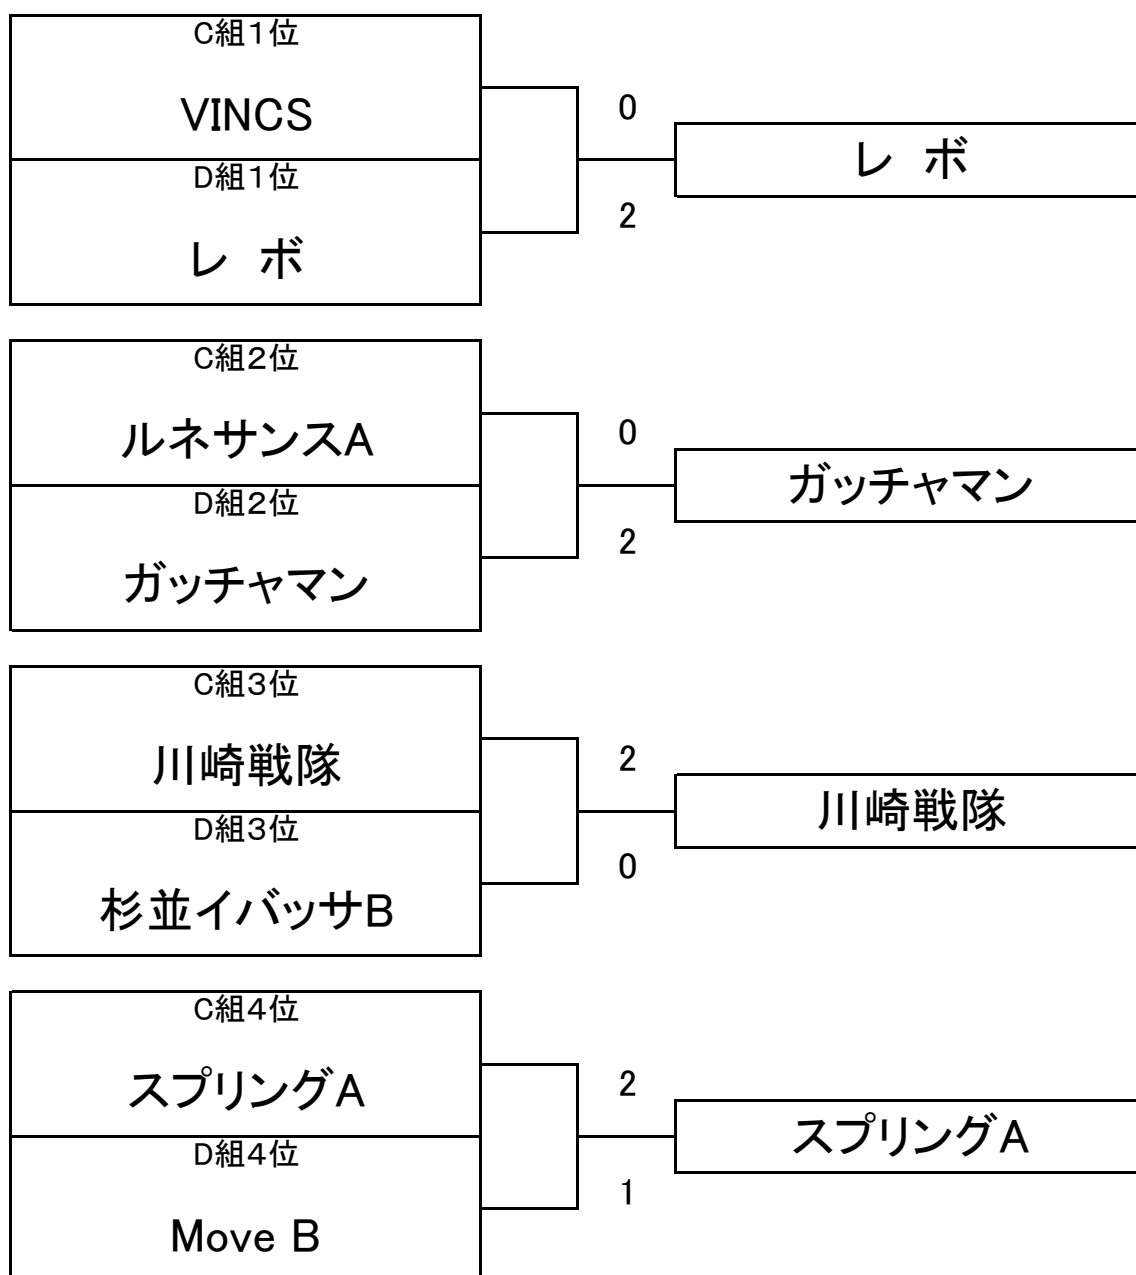 C組１位
VINCS
0
レ ボ
D組１位
2
レ ボ
C組２位
ルネサンスA
0
ガッチャマン
D組２位
2
ガッチャマン
C組３位
川崎戦隊
2
川崎戦隊
D組３位
0
杉並イバッサB
C組４位
スプリングA
2
スプリングA
D組４位
1
Move B